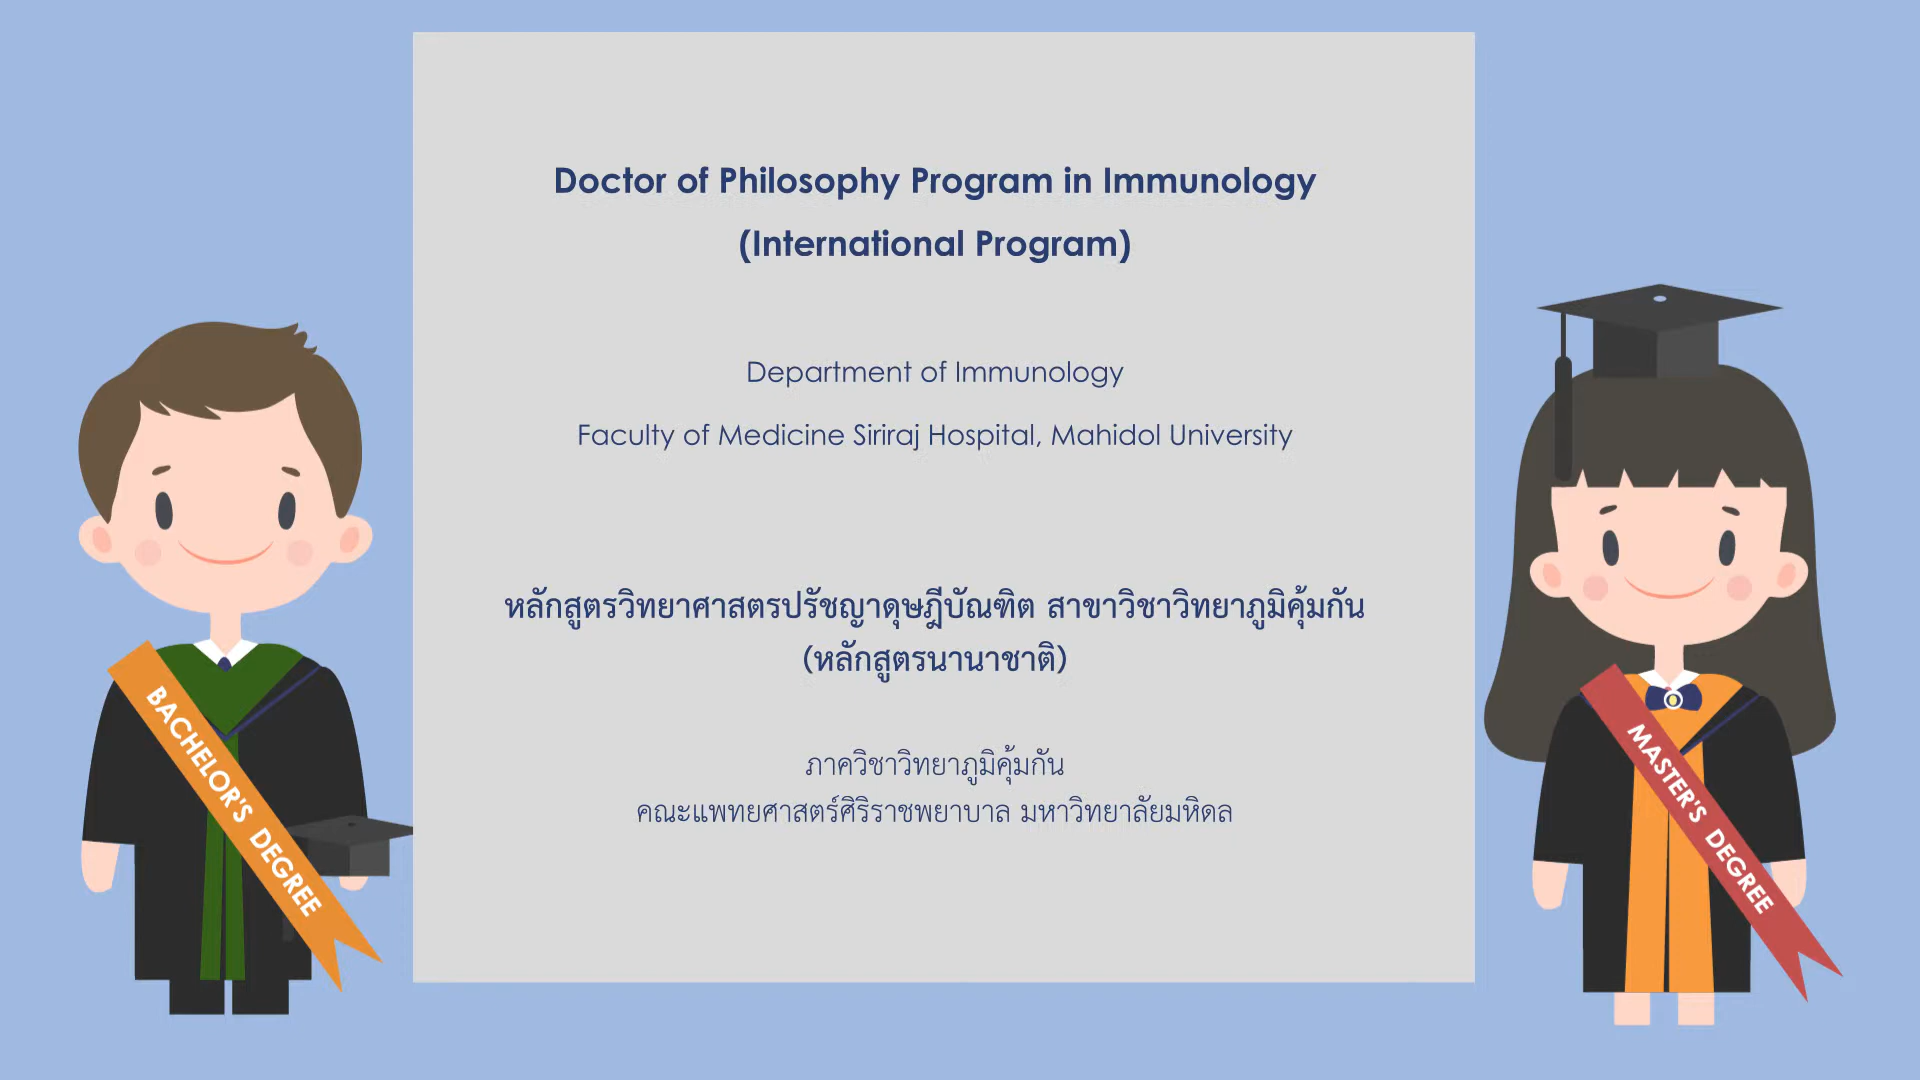 Doctor of Philosophy Program in Immunology
(International Program)
Department of Immunology
Faculty of Medicine Siriraj Hospital, Mahidol University
หลักสูตรวิทยาศาสตรปรัชญาดุษฎีบัณฑิต สาขาวิชาวิทยาภูมิคุ้มกัน
(หลักสูตรนานาชาติ)
ภาควิชาวิทยาภูมิคุ้มกัน
คณะแพทยศาสตร์ศิริราชพยาบาล มหาวิทยาลัยมหิดล
BACHELOR'S DEGREE
MASTER'S DEGREE